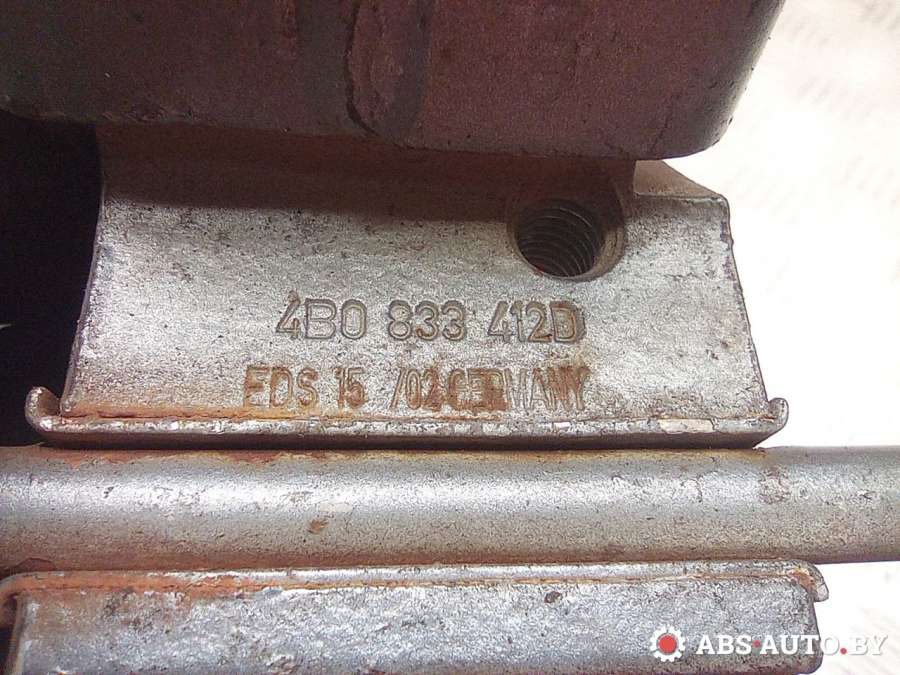 4B0 833 412D
EDS 15 /02 GERMANY
ABS-AUTO.BY